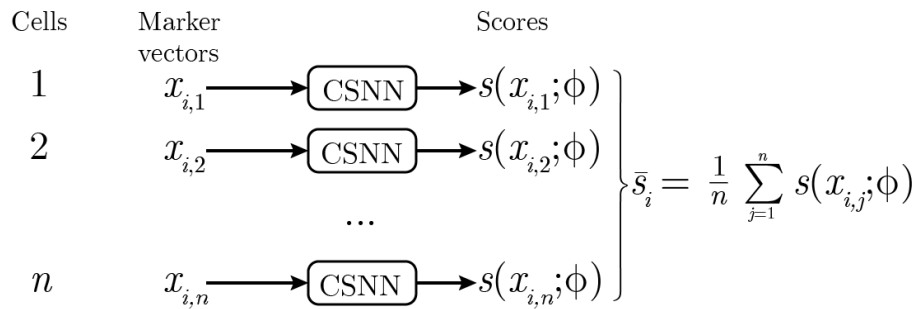 Cells Marker vectors Scores
1 x_{i,1} CSNN s(x_{i,1};ϕ)
2 x_{i,2} CSNN s(x_{i,2};ϕ)
s̄_i = 1/n ∑_{j=1}^{n} s(x_{i,j};ϕ)
...
n x_{i,n} CSNN s(x_{i,n};ϕ)